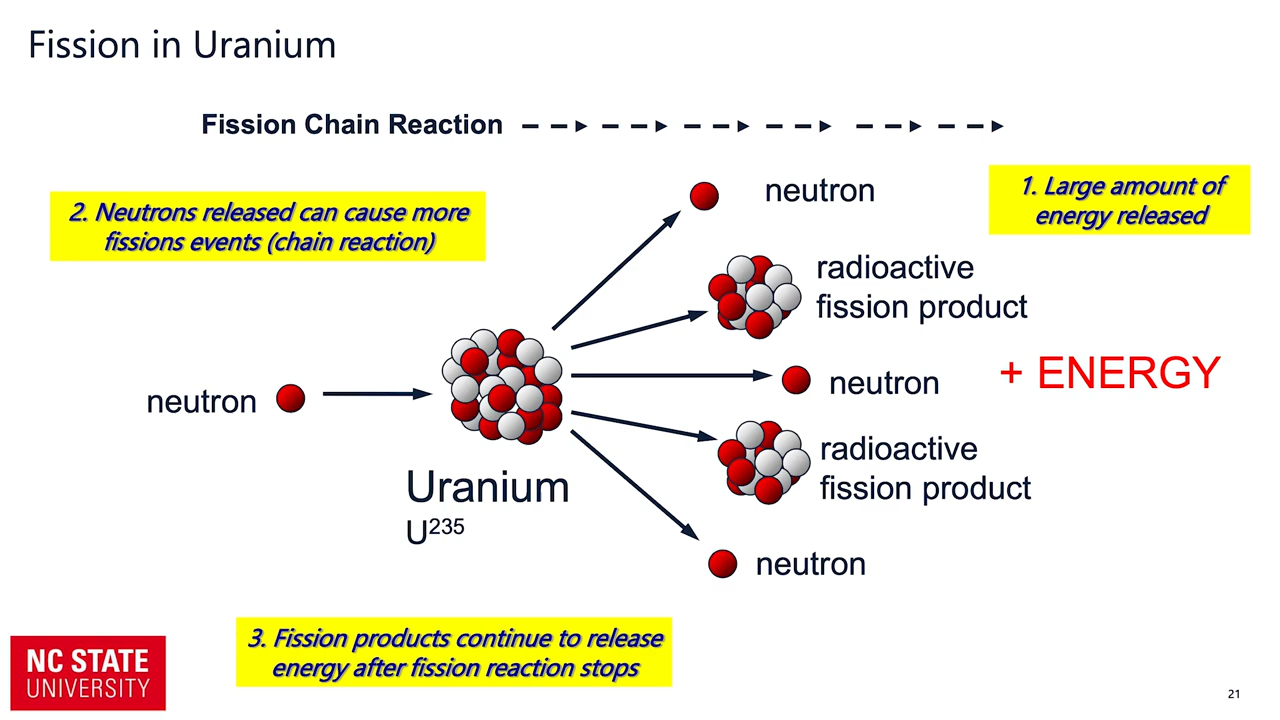 Fission in Uranium
Fission Chain Reaction
2. Neutrons released can cause more
fissions events (chain reaction)
1. Large amount of
energy released
neutron
radioactive
fission product
neutron
+ ENERGY
neutron
Uranium
U²³⁵
radioactive
fission product
neutron
3. Fission products continue to release
energy after fission reaction stops
NC STATE
UNIVERSITY
21